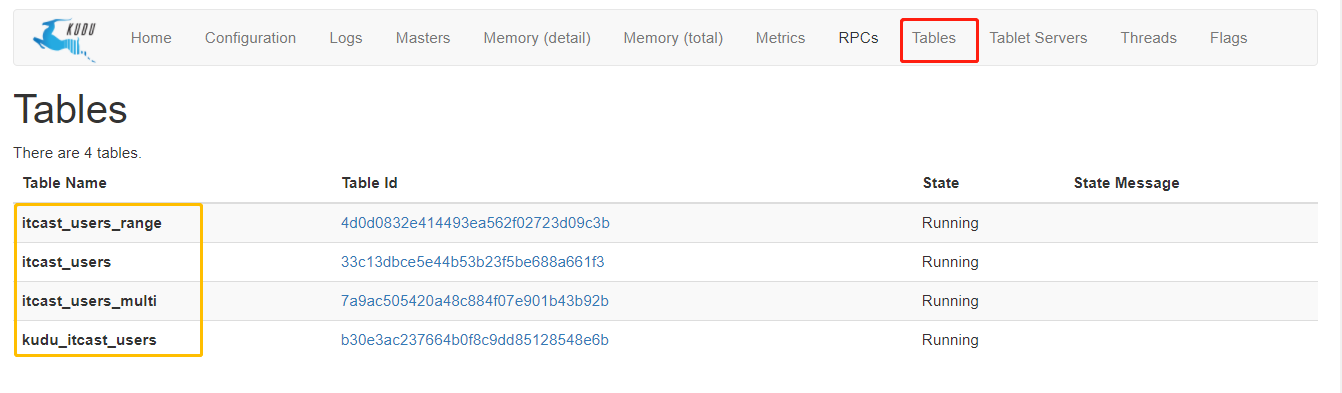 KUDU Home Configuration Logs Masters Memory (detail) Memory (total) Metrics RPCs Tables Tablet Servers Threads Flags
Tables
There are 4 tables.
Table Name Table Id State State Message
itcast_users_range 4d0d0832e414493ea562f02723d09c3b Running
itcast_users 33c13dbce5e44b53b23f5be688a661f3 Running
itcast_users_multi 7a9ac505420a48c884f07e901b43b92b Running
kudu_itcast_users b30e3ac237664b0f8c9dd85128548e6b Running